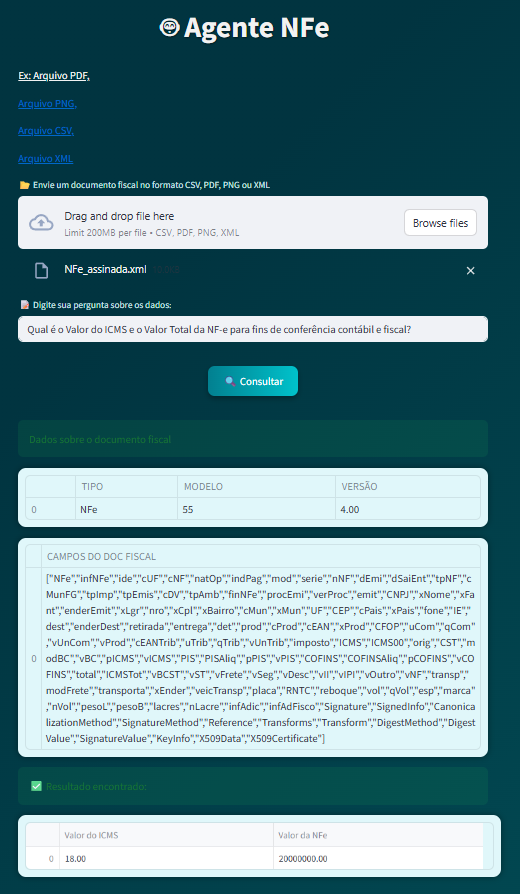 Agente NFe
Ex: Arquivo PDF,
Arquivo PNG,
Arquivo CSV,
Arquivo XML
Envie um documento fiscal no formato CSV, PDF, PNG ou XML
Drag and drop file here
Limit 200MB per file • CSV, PDF, PNG, XML
Browse files
NFe_assinada.xml
Digite sua pergunta sobre os dados:
Qual é o Valor do ICMS e o Valor Total da NF-e para fins de conferência contábil e fiscal?
Consultar
Dados sobre o documento fiscal
TIPO MODELO VERSÃO
0 NFe 55 4.00
CAMPOS DO DOC FISCAL
["NFe","infNFe","ide","cUF","cNF","natOp","indPag","mod","serie","nNF","dEmi","dSaiEnt","tpNF","c
MunFG","tpImp","tpEmis","cDV","tpAmb","finNFe","procEmi","verProc","emit","CNPJ","xNome","xFa
nt","enderEmit","xLgr","nro","xCpl","xBairro","cMun","xMun","UF","CEP","cPais","xPais","fone","IE","
dest","enderDest","retirada","entrega","det","prod","cProd","cEAN","xProd","CFOP","uCom","qCom"
,"vUnCom","vProd","cEANTrib","uTrib","qTrib","vUnTrib","imposto","ICMS","ICMS00","orig","CST","m
odBC","vBC","pICMS","vICMS","PIS","PISAliq","pPIS","vPIS","COFINS","COFINSAliq","pCOFINS","vCO
FINS","total","ICMSTot","vBCST","vST","vFrete","vSeg","vDesc","vII","vIPI","vOutro","vNF","transp","
modFrete","transporta","xEnder","veicTransp","placa","RNTC","reboque","vol","qVol","esp","marca"
,"nVol","pesoL","pesoB","lacres","nLacre","infAdic","infAdFisco","Signature","SignedInfo","Canonica
lizationMethod","SignatureMethod","Reference","Transforms","Transform","DigestMethod","Digest
Value","SignatureValue","KeyInfo","X509Data","X509Certificate"]
0
Resultado encontrado:
Valor do ICMS Valor da NFe
0 18.00 20000000.00